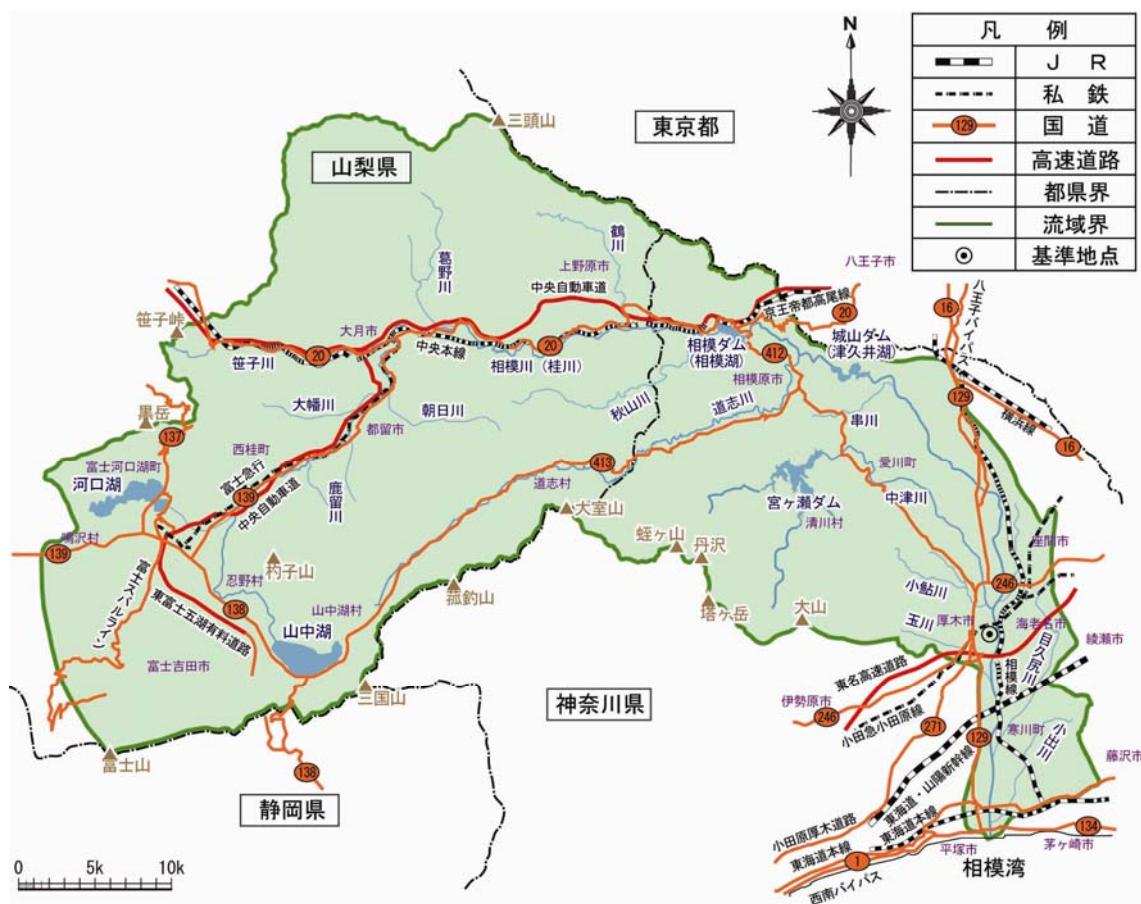 凡　例
ＪＲ
私　鉄
129
国　道
高速道路
都県界
流域界
基準地点
N
三頭山
東京都
山梨県
鶴川
葛野川
上野原市
八王子市
中央自動車道
京王帝都高尾線
20
16
八王子バイパス
笹子峠
大月市
笹子川
20
中央本線
20
相模川（桂川）
相模ダム
(相模湖)
412
城山ダム
(津久井湖)
相模原市
129
横浜線
16
大幡川
朝日川
秋山川
道志川
串川
黒岳
137
都留市
西桂町
富士急行
139
中央自動車道
富士河口湖町
河口湖
鹿留川
413
道志村
愛川町
中津川
宮ヶ瀬ダム
清川村
犬室山
蛭ヶ山
丹沢
座間市
鳴沢村
139
富士スバルライン
杓子山
忍野村
138
東富士五湖有料道路
山中湖村
山中湖
菰釣山
塔ヶ岳
大山
246
小鮎川
玉川
厚木市
海老名市
目久尻川
綾瀬市
富士吉田市
三国山
神奈川県
東名高速道路
伊勢原市
246
小田急小田原線
271
相模線
129
寒川町
小出川
藤沢市
富士山
138
静岡県
東海道・山陽新幹線
東海道本線
小田原厚木道路
東海道本線
1
西南バイパス
平塚市
134
茅ヶ崎市
相模湾
0
5k
10k